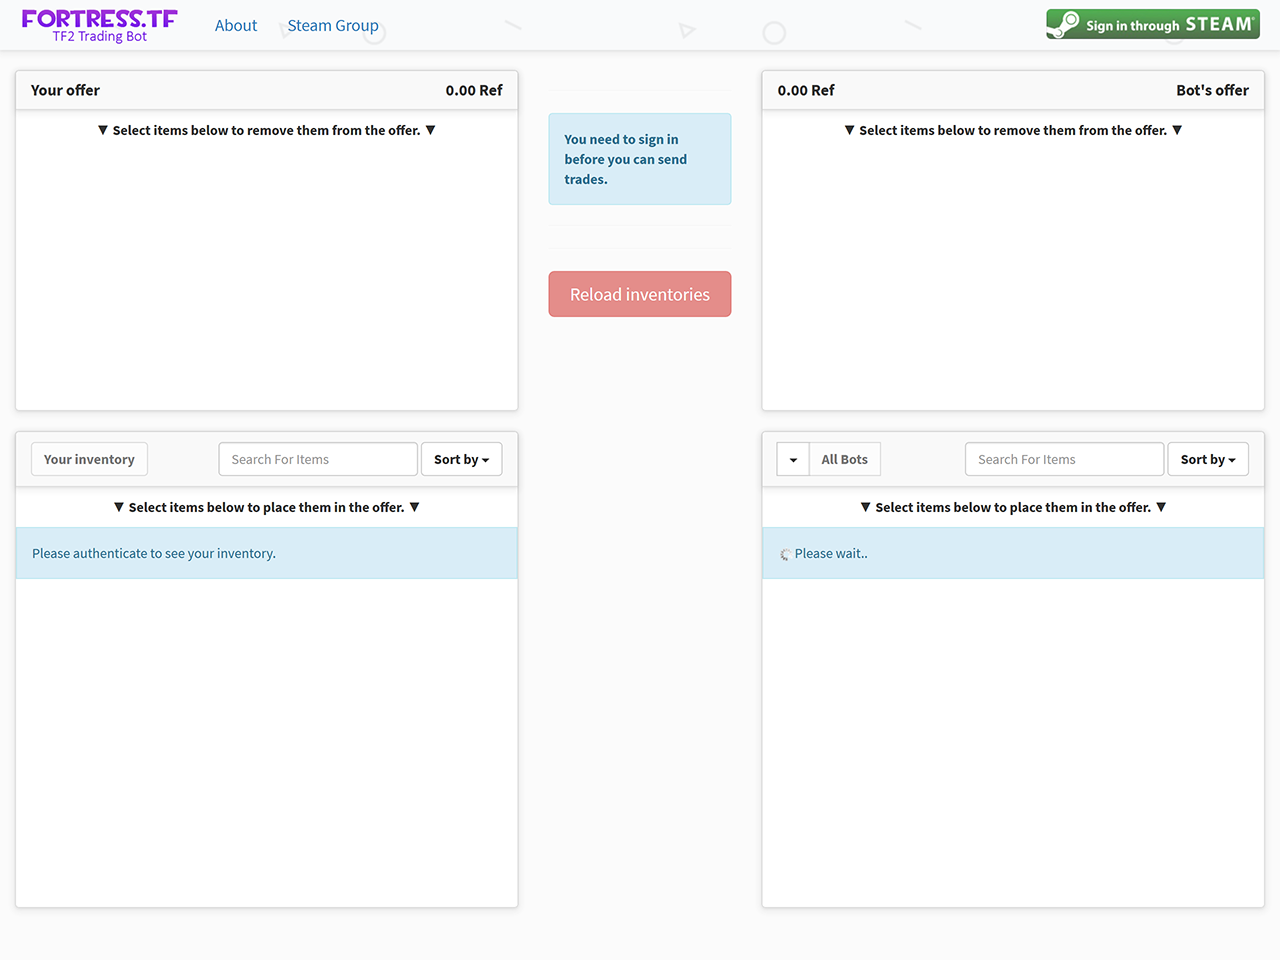 FORTRESS.TF
TF2 Trading Bot
About
Steam Group
Sign in through STEAM
Your offer
0.00 Ref
▼ Select items below to remove them from the offer. ▼
You need to sign in
before you can send
trades.
Reload inventories
0.00 Ref
Bot's offer
▼ Select items below to remove them from the offer. ▼
Your inventory
Search For Items
Sort by
▼ Select items below to place them in the offer. ▼
Please authenticate to see your inventory.
All Bots
Search For Items
Sort by
▼ Select items below to place them in the offer. ▼
Please wait..